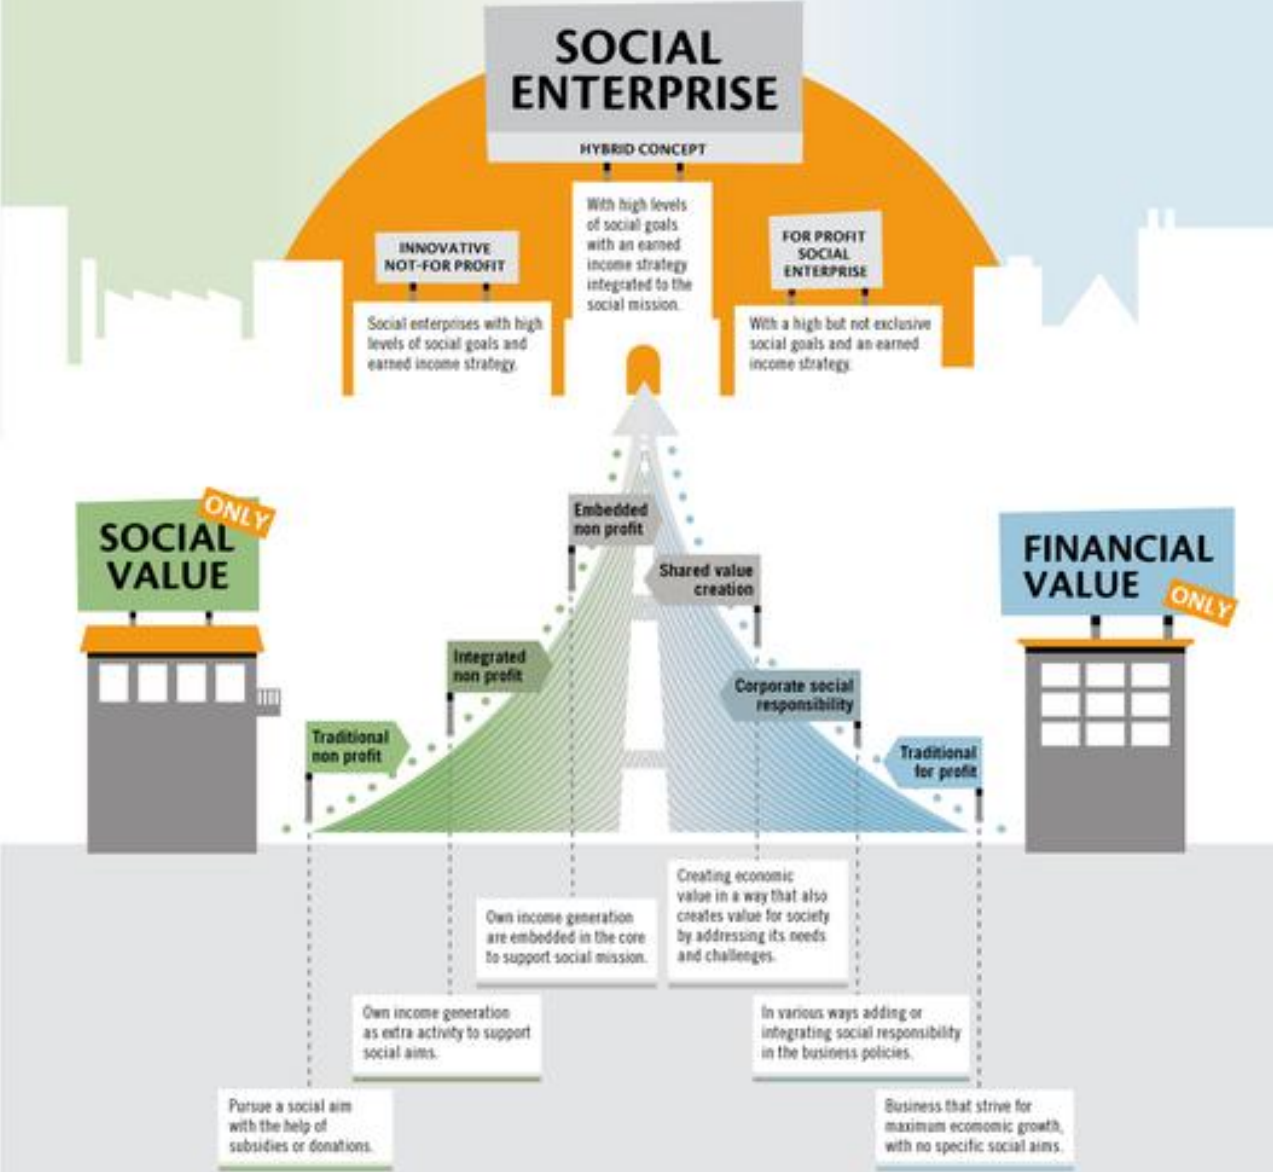 SOCIAL
ENTERPRISE
HYBRID CONCEPT
With high levels
of social goals
with an earned
income strategy
integrated to the
social mission.
INNOVATIVE
NOT-FOR PROFIT
Social enterprises with high
levels of social goals and
earned income strategy.
FOR PROFIT
SOCIAL
ENTERPRISE
With a high but not exclusive
social goals and an earned
income strategy.
ONLY
SOCIAL
VALUE
FINANCIAL
VALUE
ONLY
Embedded
non profit
Shared value
creation
Integrated
non profit
Corporate social
responsibility
Traditional
non profit
Traditional
for profit
Creating economic
value in a way that also
creates value for society
by addressing its needs
and challenges.
Own income generation
are embedded in the core
to support social mission.
Own income generation
as extra activity to support
social aims.
In various ways adding or
integrating social responsibility
in the business policies.
Pursue a social aim
with the help of
subsidies or donations.
Business that strive for
maximum economic growth,
with no specific social aims.